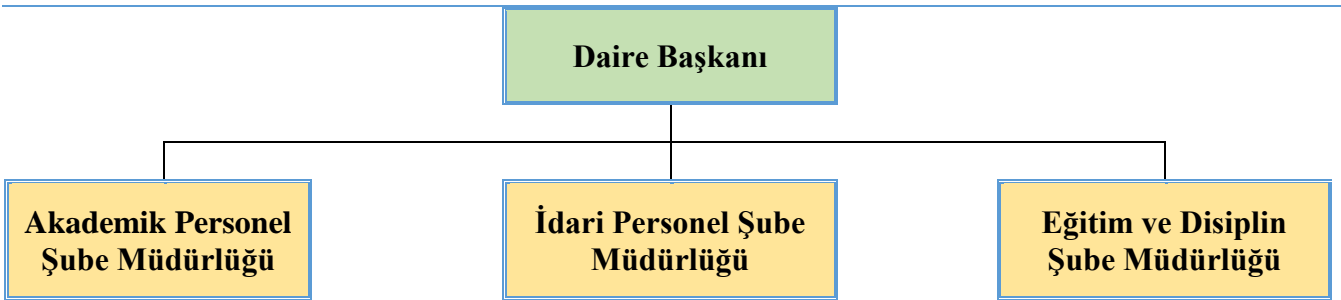 Daire Başkanı
Akademik Personel
Şube Müdürlüğü
İdari Personel Şube
Müdürlüğü
Eğitim ve Disiplin
Şube Müdürlüğü